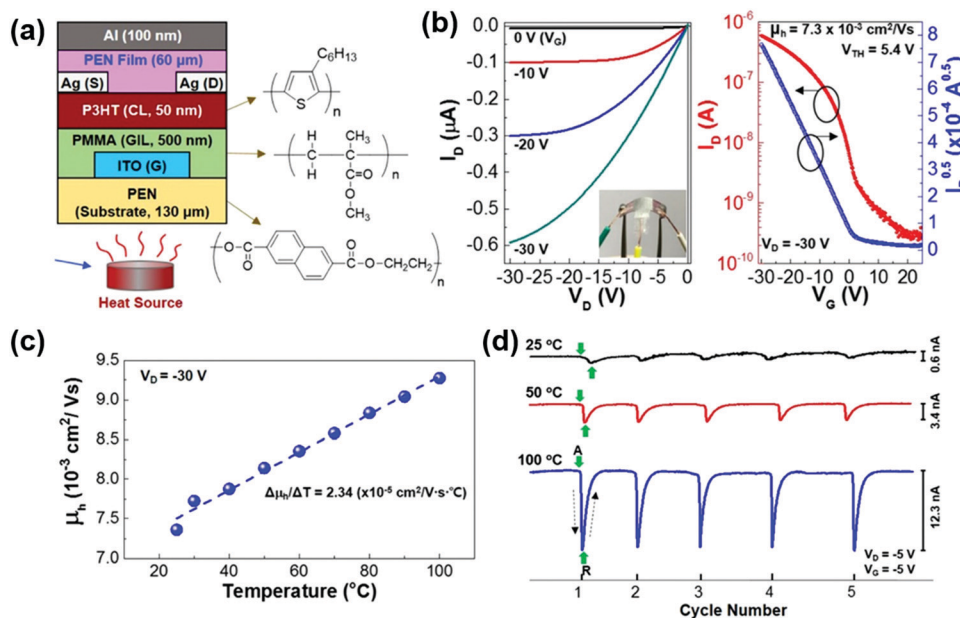 (a)
Al (100 nm)
PEN Film (60 μm)
Ag (S)
Ag (D)
P3HT (CL, 50 nm)
PMMA (GIL, 500 nm)
ITO (G)
PEN
(Substrate, 130 μm)
Heat Source
C6H13
S
n
H
C
H
CH3
C
C=O
O
CH3
n
O
C
O
O
C
OCH2CH2
n
(b)
0.0
-0.1
-0.2
-0.3
-0.4
-0.5
-0.6
ID (μA)
0 V (VG)
-10 V
-20 V
-30 V
-30 -25 -20 -15 -10 -5 0
VD (V)
μh = 7.3 x 10-3 cm2/Vs
VTH = 5.4 V
10-6
10-7
10-8
10-9
10-10
ID (A)
VD = -30 V
8
7
6
5
4
3
2
1
0
ID0.5 (x10-4 A0.5)
-30 -20 -10 0 10 20
VG (V)
(c)
VD = -30 V
9.5
9.0
8.5
8.0
7.5
7.0
μh (10-3 cm2/ Vs)
Δμh/ΔT = 2.34 (x10-5 cm2/V·s·°C)
20 40 60 80 100
Temperature (°C)
(d)
25 °C
0.6 nA
50 °C
3.4 nA
100 °C
A
R
12.3 nA
VD = -5 V
VG = -5 V
1 2 3 4 5
Cycle Number